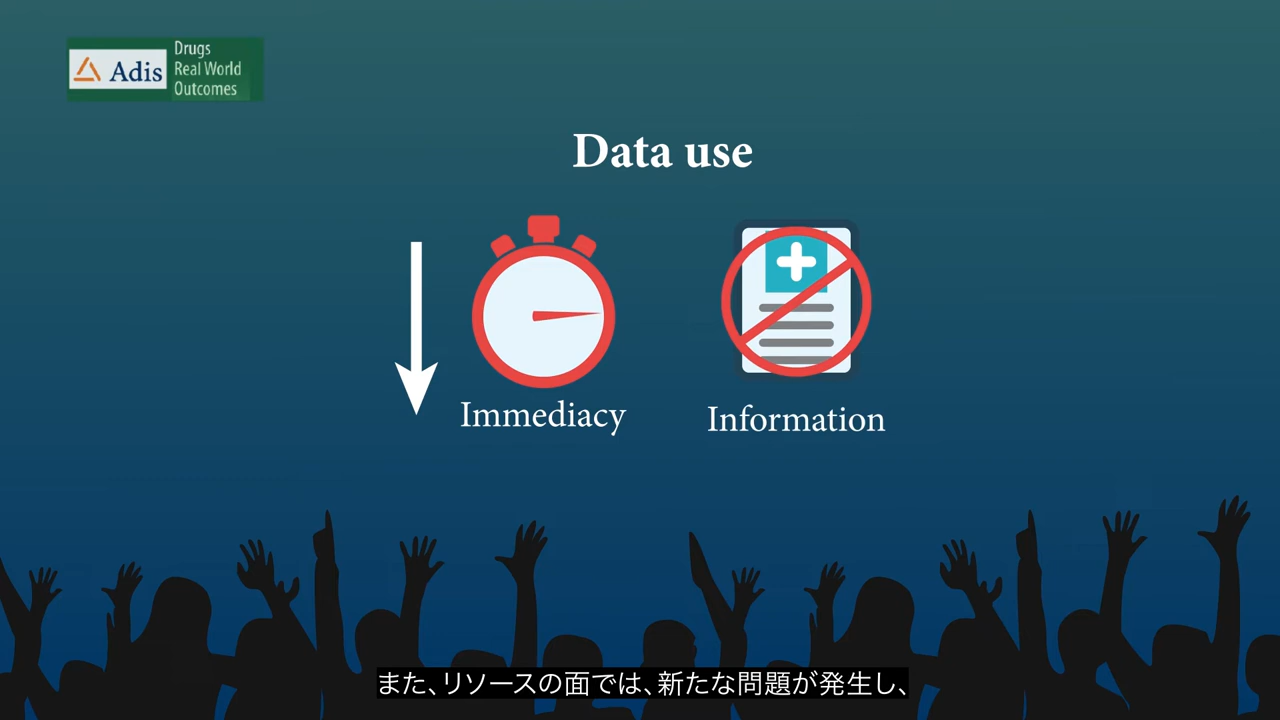 Adis
Drugs
Real World
Outcomes
Data use
Immediacy
Information
また、リソースの面では、新たな問題が発生し、